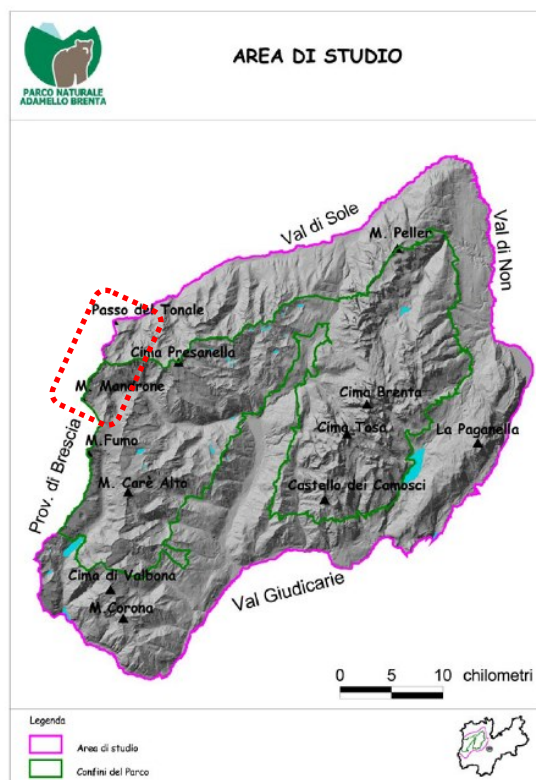 AREA DI STUDIO
PARCO NATURALE
ADAMELLO BRENTA
Val di Sole
M. Peller
Val di Non
Passo del Tonale
Cima Presanella
M. Mandrone
Cima Brenta
Cima Tosa
La Paganella
M.Fumo
Prov. di Brescia
M. Carè Alto
Castello dei Camosci
Cima di Valbona
Val Giudicarie
M.Corona
0 5 10 chilometri
Legenda
Area di studio
Confini del Parco